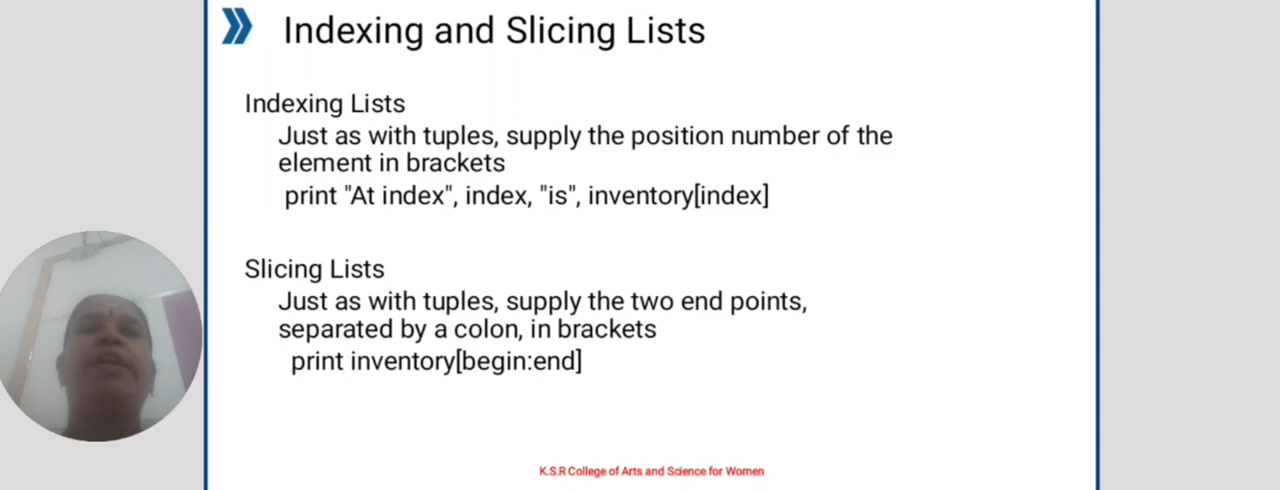 Indexing and Slicing Lists
Indexing Lists
Just as with tuples, supply the position number of the
element in brackets
print "At index", index, "is", inventory[index]
Slicing Lists
Just as with tuples, supply the two end points,
separated by a colon, in brackets
print inventory[begin:end]
K.S.R College of Arts and Science for Women